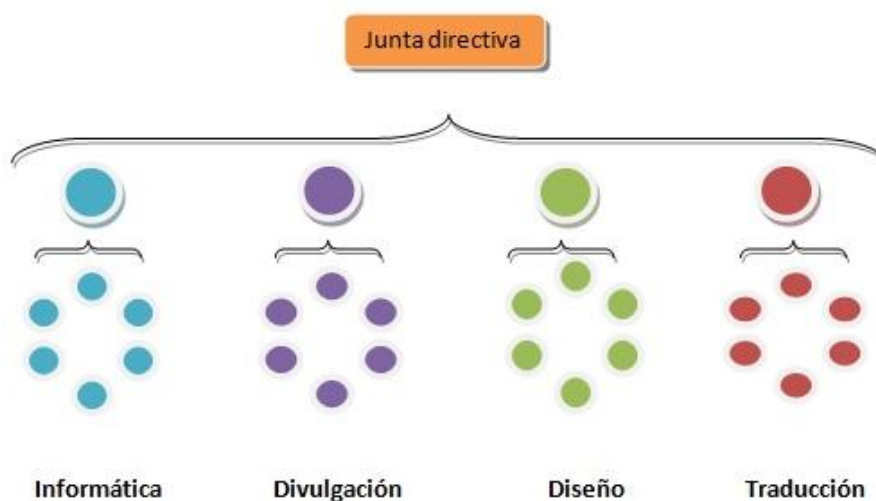 Junta directiva
Informática
Divulgación
Diseño
Traducción